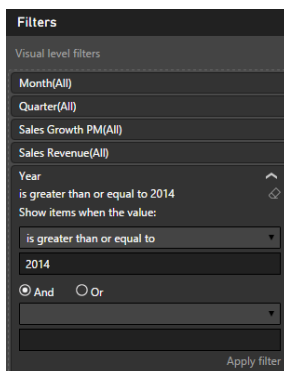 Filters
Visual level filters
Month(All)
Quarter(All)
Sales Growth PM(All)
Sales Revenue(All)
Year
is greater than or equal to 2014
Show items when the value:
is greater than or equal to
2014
And Or
Apply filter